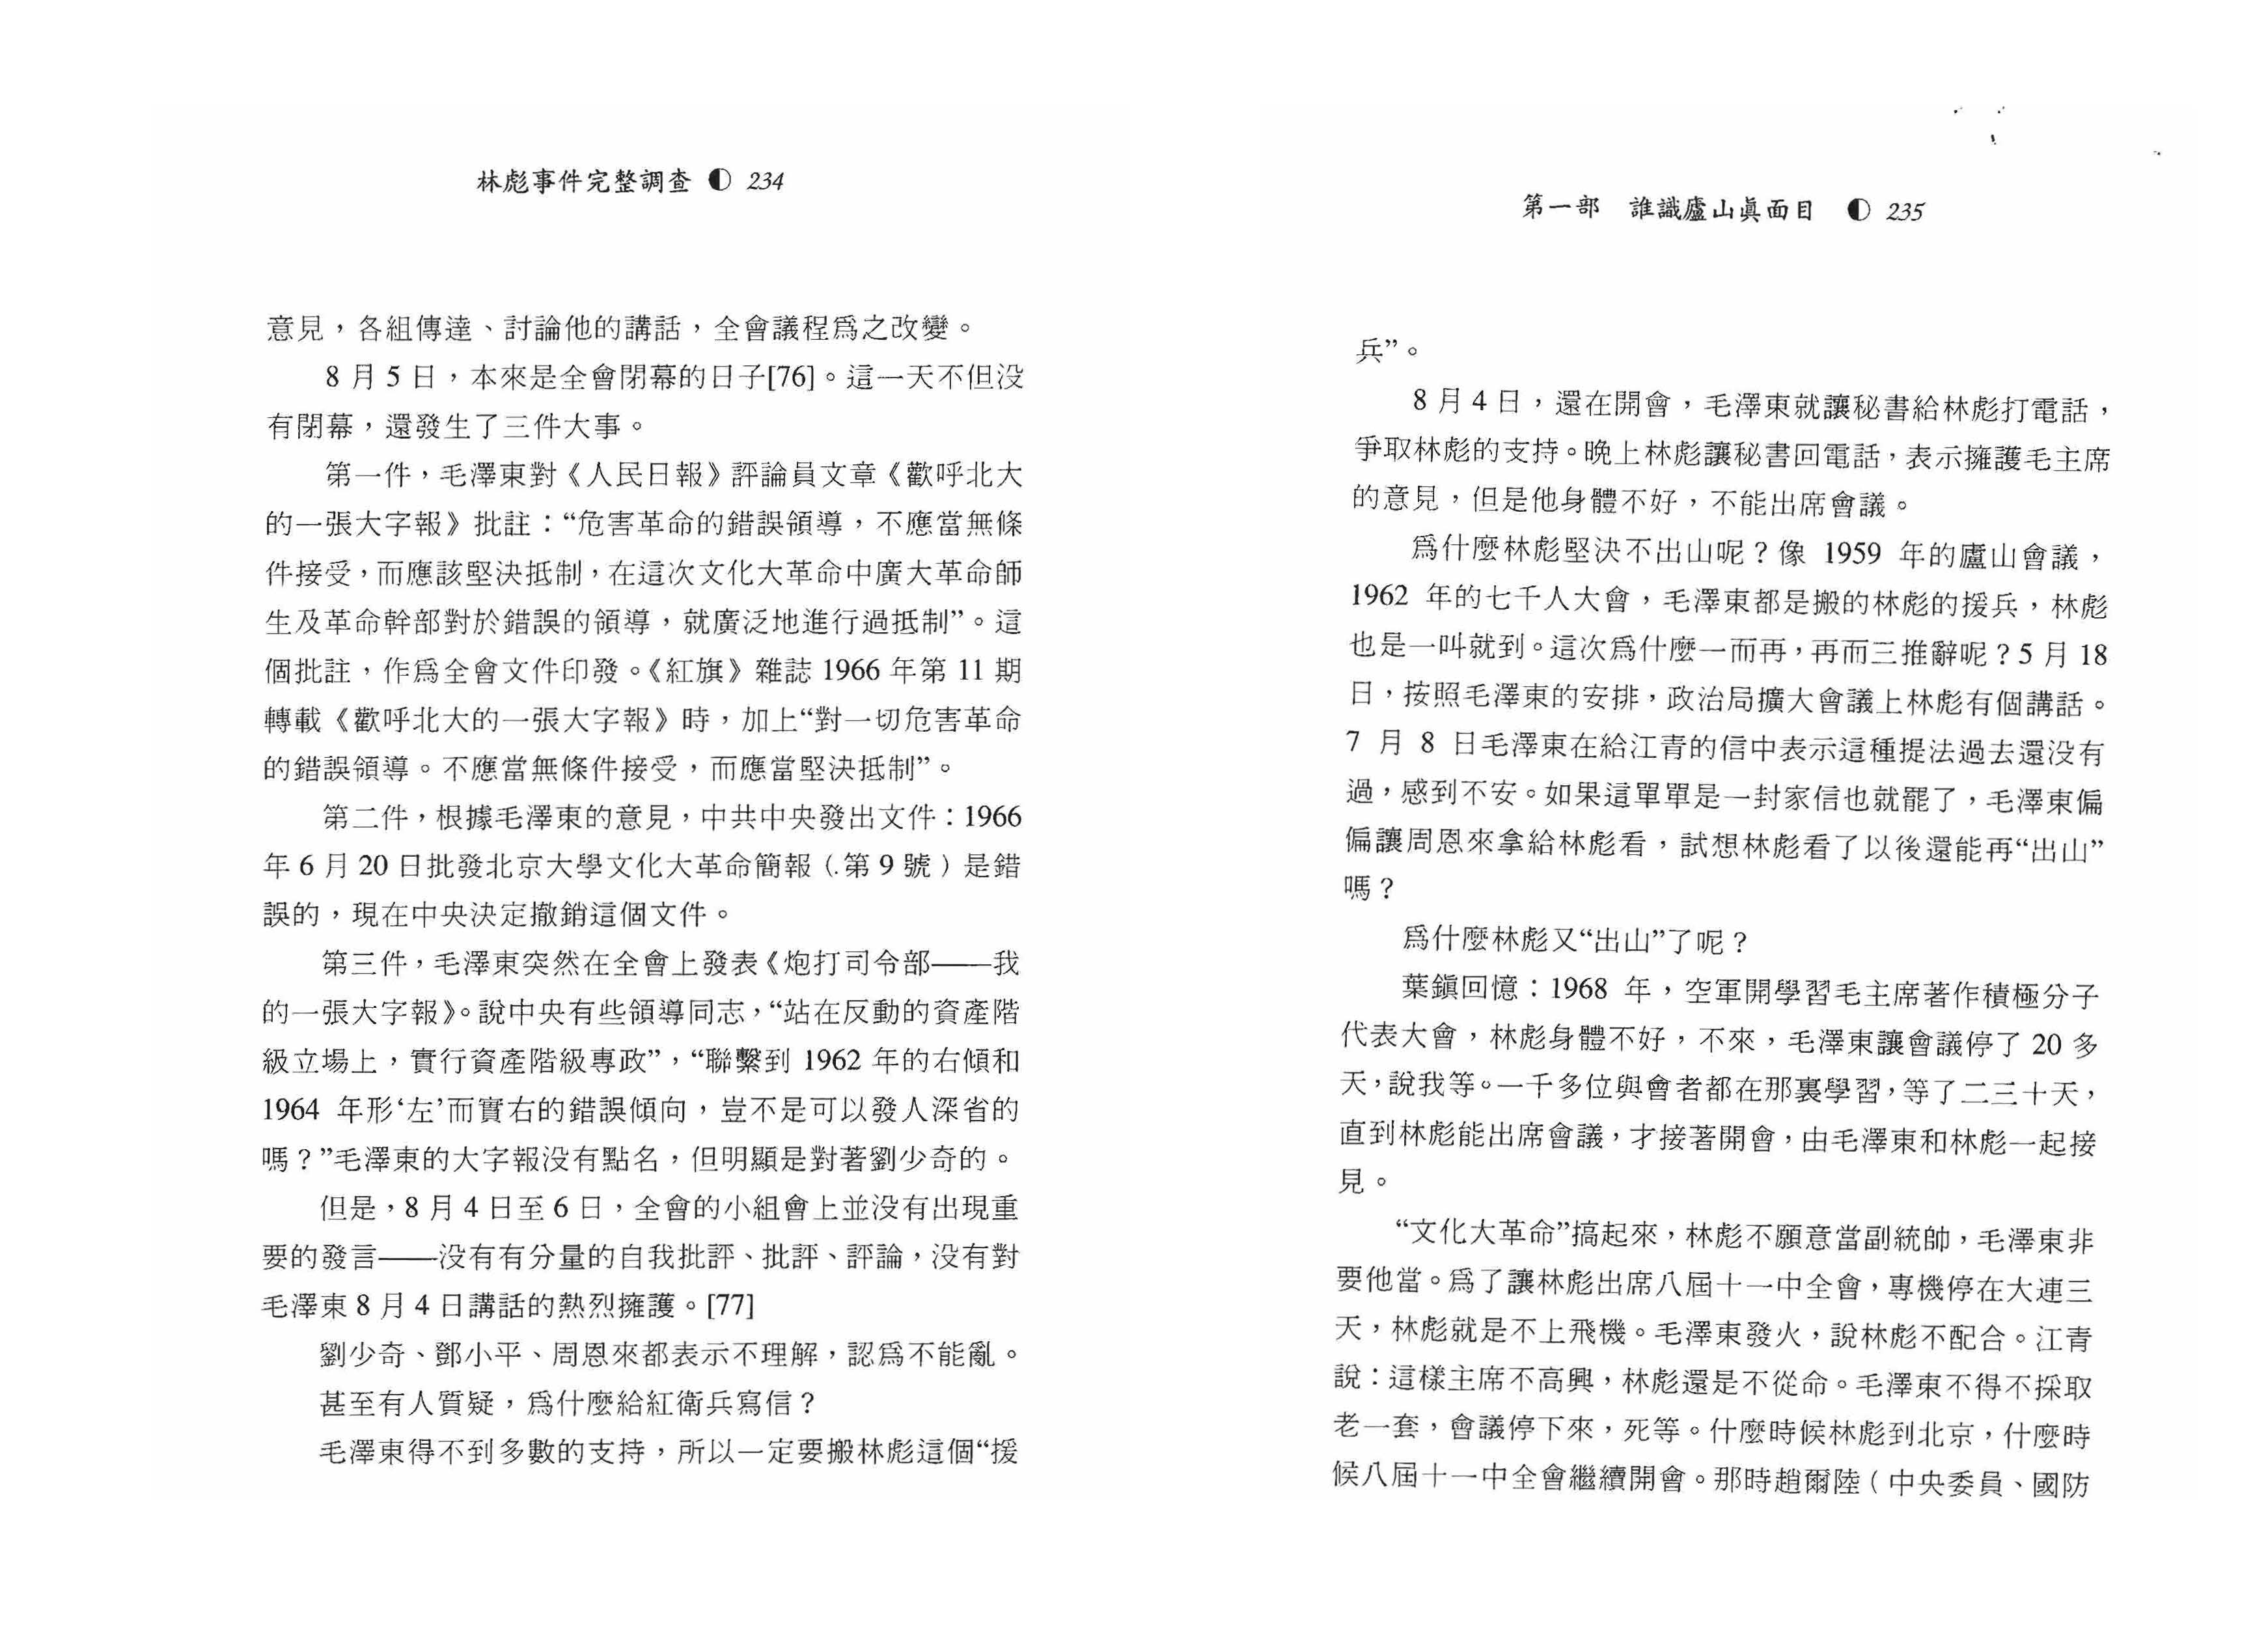 林彪事件完整調查 ◐ 234
意見，各組傳達、討論他的講話，全會議程爲之改變。
8 月 5 日，本來是全會閉幕的日子[76]。這一天不但没
有閉幕，還發生了三件大事。
第一件，毛澤東對《人民日報》評論員文章《歡呼北大
的一張大字報》批註：“危害革命的錯誤領導，不應當無條
件接受，而應該堅決抵制，在這次文化大革命中廣大革命師
生及革命幹部對於錯誤的領導，就廣泛地進行過抵制”。這
個批註，作爲全會文件印發。《紅旗》雜誌 1966 年第 11 期
轉載《歡呼北大的一張大字報》時，加上“對一切危害革命
的錯誤領導。不應當無條件接受，而應當堅決抵制”。
第二件，根據毛澤東的意見，中共中央發出文件：1966
年 6 月 20 日批發北京大學文化大革命簡報（第 9 號）是錯
誤的，現在中央決定撤銷這個文件。
第三件，毛澤東突然在全會上發表《炮打司令部——我
的一張大字報》。說中央有些領導同志，“站在反動的資產階
級立場上，實行資產階級專政”，“聯繫到 1962 年的右傾和
1964 年形‘左’而實右的錯誤傾向，豈不是可以發人深省的
嗎？”毛澤東的大字報没有點名，但明顯是對著劉少奇的。
但是，8 月 4 日至 6 日，全會的小組會上並没有出現重
要的發言——没有有分量的自我批評、批評、評論，没有對
毛澤東 8 月 4 日講話的熱烈擁護。[77]
劉少奇、鄧小平、周恩來都表示不理解，認爲不能亂。
甚至有人質疑，爲什麼給紅衛兵寫信？
毛澤東得不到多數的支持，所以一定要搬林彪這個“援
第一部　誰識廬山眞面目 ◐ 235
兵”。
8 月 4 日，還在開會，毛澤東就讓秘書給林彪打電話，
爭取林彪的支持。晚上林彪讓秘書回電話，表示擁護毛主席
的意見，但是他身體不好，不能出席會議。
爲什麼林彪堅決不出山呢？像 1959 年的廬山會議，
1962 年的七千人大會，毛澤東都是搬的林彪的援兵，林彪
也是一叫就到。這次爲什麼一而再，再而三推辭呢？5 月 18
日，按照毛澤東的安排，政治局擴大會議上林彪有個講話。
7 月 8 日毛澤東在給江青的信中表示這種提法過去還没有
過，感到不安。如果這單單是一封家信也就罷了，毛澤東偏
偏讓周恩來拿給林彪看，試想林彪看了以後還能再“出山”
嗎？
爲什麼林彪又“出山”了呢？
葉鎭回憶：1968 年，空軍開學習毛主席著作積極分子
代表大會，林彪身體不好，不來，毛澤東讓會議停了 20 多
天，說我等。一千多位與會者都在那裏學習，等了二三十天，
直到林彪能出席會議，才接著開會，由毛澤東和林彪一起接
見。
“文化大革命”搞起來，林彪不願意當副統帥，毛澤東非
要他當。爲了讓林彪出席八屆十一中全會，專機停在大連三
天，林彪就是不上飛機。毛澤東發火，說林彪不配合。江青
說：這樣主席不高興，林彪還是不從命。毛澤東不得不採取
老一套，會議停下來，死等。什麼時候林彪到北京，什麼時
候八屆十一中全會繼續開會。那時趙爾陸（中央委員、國防